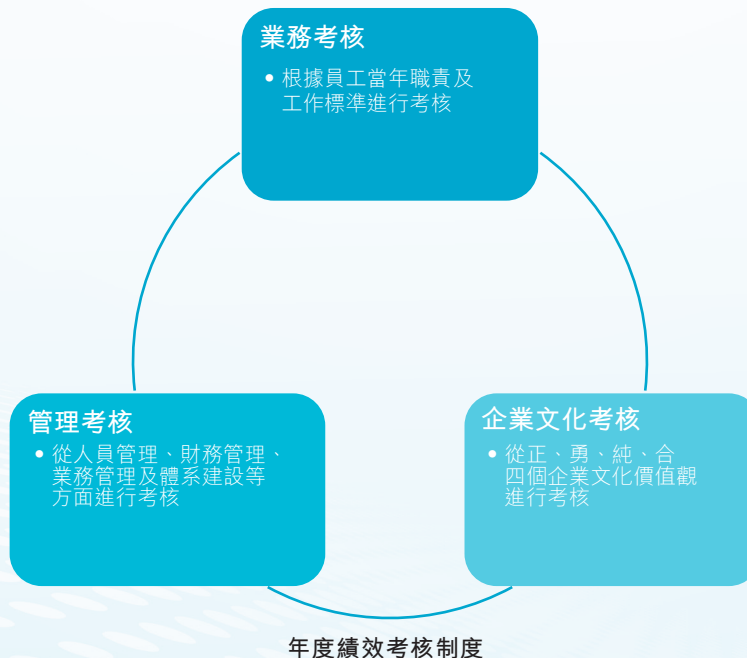 業務考核
• 根據員工當年職責及
工作標準進行考核
管理考核
• 從人員管理、財務管理、
業務管理及體系建設等
方面進行考核
企業文化考核
• 從正、勇、純、合
四個企業文化價值觀
進行考核
年度績效考核制度